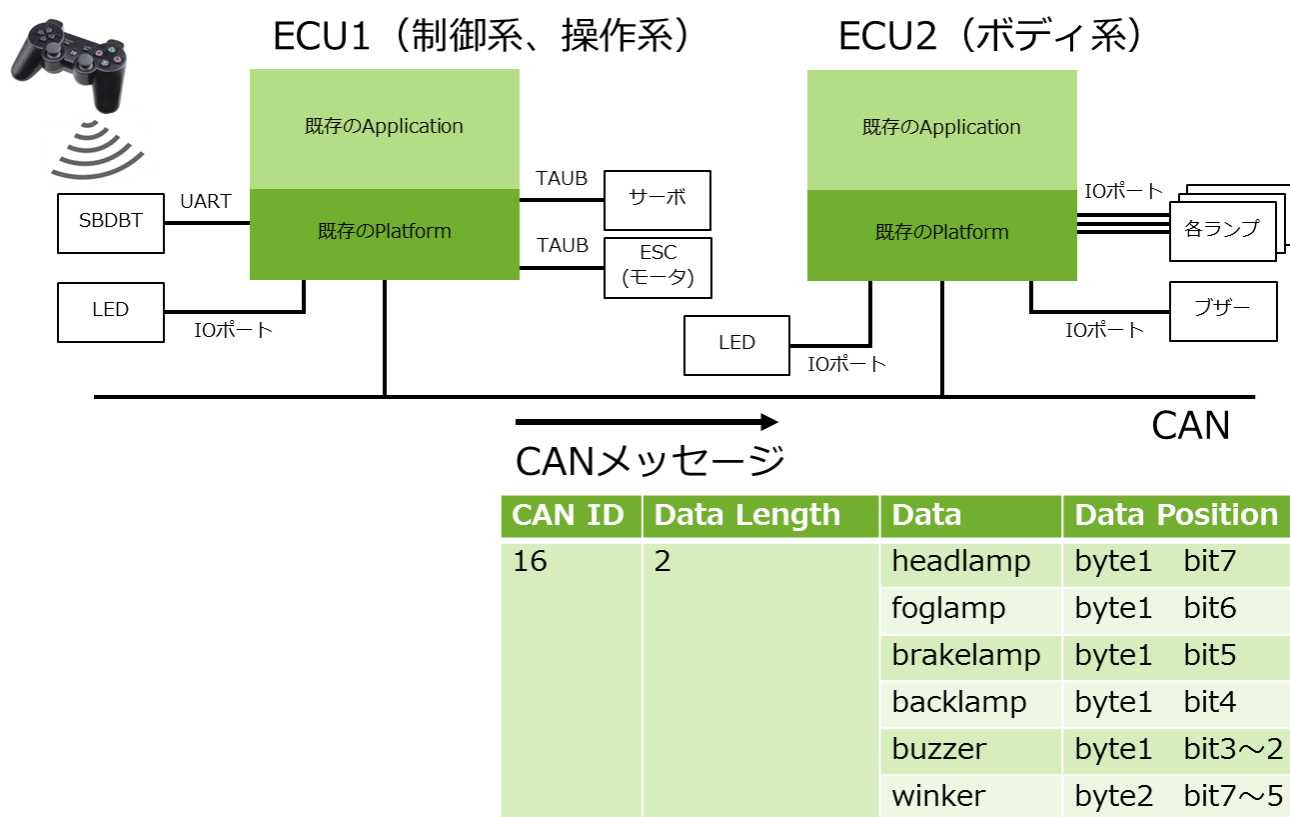 ECU1（制御系、操作系）
ECU2（ボディ系）
既存のApplication
既存のPlatform
SBDBT
UART
LED
IOポート
TAUB
サーボ
TAUB
ESC
(モータ)
既存のApplication
既存のPlatform
IOポート
各ランプ
LED
IOポート
IOポート
ブザー
CAN
CANメッセージ
CAN ID Data Length Data Data Position
16 2 headlamp byte1 bit7
foglamp byte1 bit6
brakelamp byte1 bit5
backlamp byte1 bit4
buzzer byte1 bit3～2
winker byte2 bit7～5